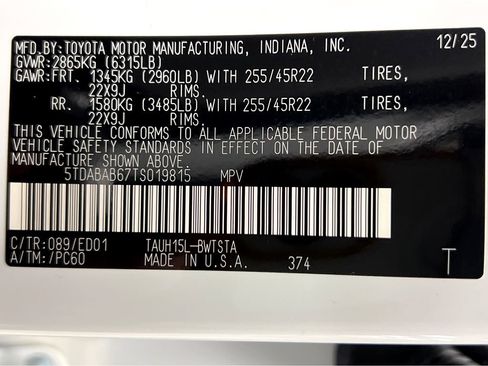 MFD.BY:TOYOTA MOTOR MANUFACTURING, INDIANA, INC. 12/25
GVWR:2865KG (6315LB)
GAWR:FRT. 1345KG (2960LB) WITH 255/45R22 TIRES,
22X9J RIMS.
RR. 1580KG (3485LB) WITH 255/45R22 TIRES,
22X9J RIMS.
THIS VEHICLE CONFORMS TO ALL APPLICABLE FEDERAL MOTOR
VEHICLE SAFETY STANDARDS IN EFFECT ON THE DATE OF
MANUFACTURE SHOWN ABOVE.
5TDABAB67TS019815 MPV
C/TR:089/ED01 TAUH15L-BWTSTA
A/TM:/PC60 MADE IN U.S.A. 374 T